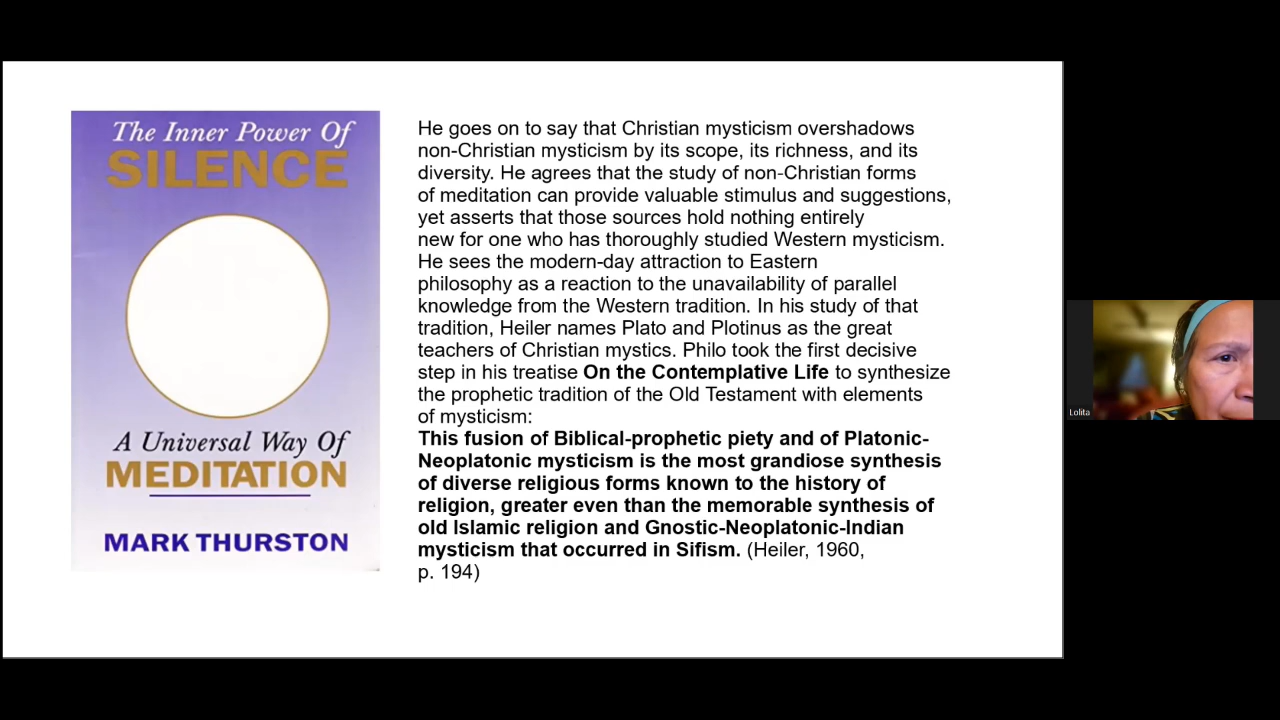 The Inner Power Of
SILENCE
A Universal Way Of
MEDITATION
MARK THURSTON
He goes on to say that Christian mysticism overshadows
non-Christian mysticism by its scope, its richness, and its
diversity. He agrees that the study of non-Christian forms
of meditation can provide valuable stimulus and suggestions,
yet asserts that those sources hold nothing entirely
new for one who has thoroughly studied Western mysticism.
He sees the modern-day attraction to Eastern
philosophy as a reaction to the unavailability of parallel
knowledge from the Western tradition. In his study of that
tradition, Heiler names Plato and Plotinus as the great
teachers of Christian mystics. Philo took the first decisive
step in his treatise On the Contemplative Life to synthesize
the prophetic tradition of the Old Testament with elements
of mysticism:
This fusion of Biblical-prophetic piety and of Platonic-
Neoplatonic mysticism is the most grandiose synthesis
of diverse religious forms known to the history of
religion, greater even than the memorable synthesis of
old Islamic religion and Gnostic-Neoplatonic-Indian
mysticism that occurred in Sifism. (Heiler, 1960,
p. 194)
Lolita